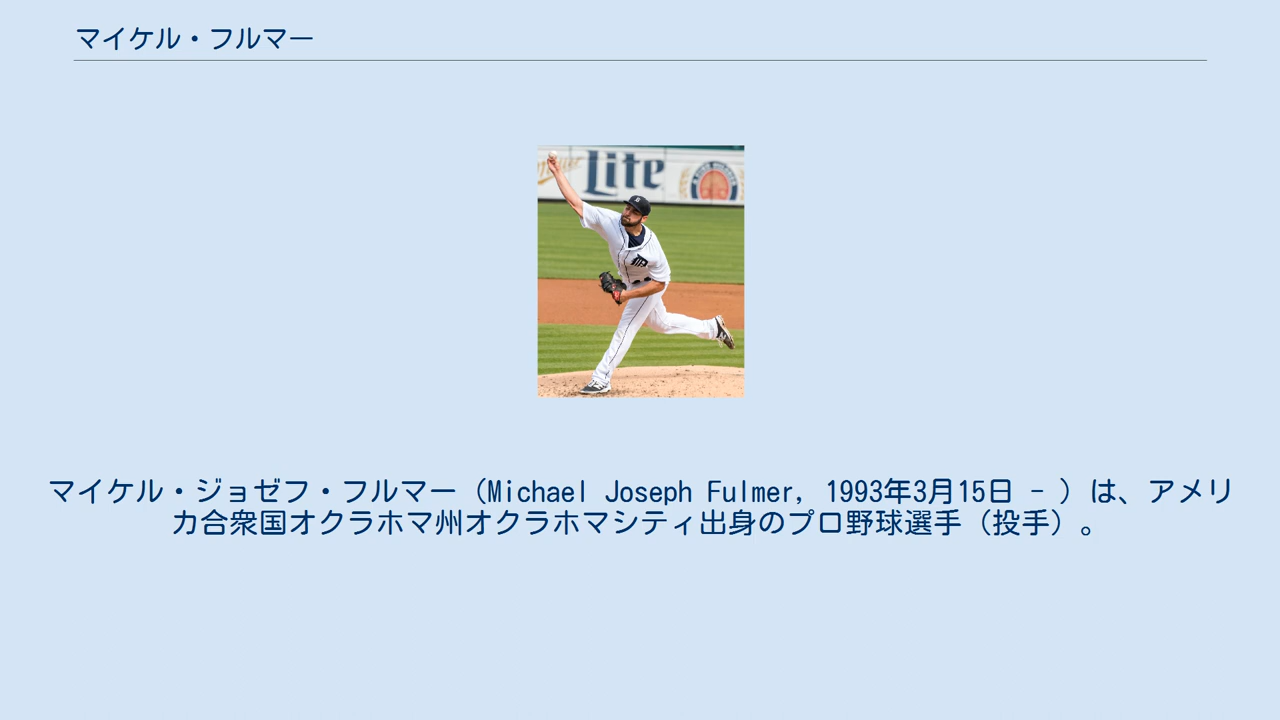 マイケル・フルマー
Lite
マイケル・ジョゼフ・フルマー（Michael Joseph Fulmer, 1993年3月15日 - ）は、アメリ
カ合衆国オクラホマ州オクラホマシティ出身のプロ野球選手（投手）。